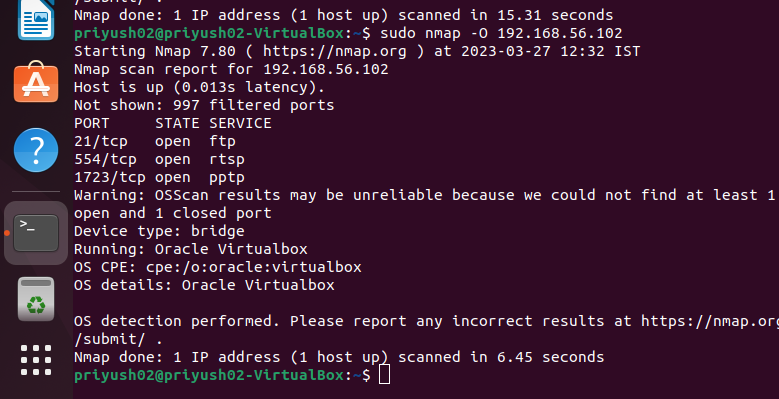 /submit/ .
Nmap done: 1 IP address (1 host up) scanned in 15.31 seconds
priyush02@priyush02-VirtualBox:~$ sudo nmap -O 192.168.56.102
Starting Nmap 7.80 ( https://nmap.org ) at 2023-03-27 12:32 IST
Nmap scan report for 192.168.56.102
Host is up (0.013s latency).
Not shown: 997 filtered ports
PORT     STATE SERVICE
21/tcp   open  ftp
554/tcp  open  rtsp
1723/tcp open  pptp
Warning: OSScan results may be unreliable because we could not find at least 1
open and 1 closed port
Device type: bridge
Running: Oracle Virtualbox
OS CPE: cpe:/o:oracle:virtualbox
OS details: Oracle Virtualbox
OS detection performed. Please report any incorrect results at https://nmap.org
/submit/ .
Nmap done: 1 IP address (1 host up) scanned in 6.45 seconds
priyush02@priyush02-VirtualBox:~$